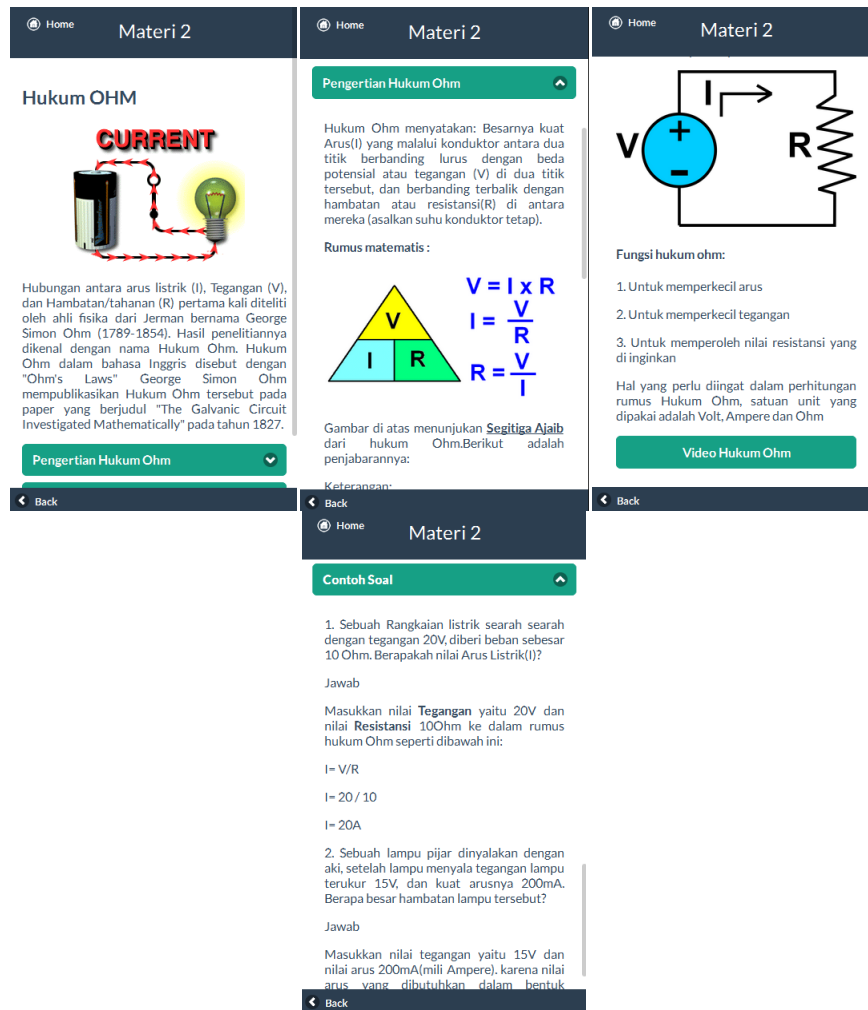 Home
Materi 2
Hukum OHM
CURRENT
Hubungan antara arus listrik (I), Tegangan (V),
dan Hambatan/tahanan (R) pertama kali diteliti
oleh ahli fisika dari Jerman bernama George
Simon Ohm (1789-1854). Hasil penelitiannya
dikenal dengan nama Hukum Ohm. Hukum
Ohm dalam bahasa Inggris disebut dengan
"Ohm's Laws" George Simon Ohm
mempublikasikan Hukum Ohm tersebut pada
paper yang berjudul "The Galvanic Circuit
Investigated Mathematically" pada tahun 1827.
Pengertian Hukum Ohm
Back
Home
Materi 2
Pengertian Hukum Ohm
Hukum Ohm menyatakan: Besarnya kuat
Arus(I) yang malalui konduktor antara dua
titik berbanding lurus dengan beda
potensial atau tegangan (V) di dua titik
tersebut, dan berbanding terbalik dengan
hambatan atau resistansi(R) di antara
mereka (asalkan suhu konduktor tetap).
Rumus matematis :
V
I R
V = I x R
I = V/R
R = V/I
Gambar di atas menunjukan Segitiga Ajaib
dari hukum Ohm.Berikut adalah
penjabarannya:
Keterangan:
Back
Home
Materi 2
I
V + - R
Fungsi hukum ohm:
1. Untuk memperkecil arus
2. Untuk memperkecil tegangan
3. Untuk memperoleh nilai resistansi yang
di inginkan
Hal yang perlu diingat dalam perhitungan
rumus Hukum Ohm, satuan unit yang
dipakai adalah Volt, Ampere dan Ohm
Video Hukum Ohm
Back
Home
Materi 2
Contoh Soal
1. Sebuah Rangkaian listrik searah searah
dengan tegangan 20V, diberi beban sebesar
10 Ohm. Berapakah nilai Arus Listrik(I)?
Jawab
Masukkan nilai Tegangan yaitu 20V dan
nilai Resistansi 10Ohm ke dalam rumus
hukum Ohm seperti dibawah ini:
I= V/R
I= 20 / 10
I= 20A
2. Sebuah lampu pijar dinyalakan dengan
aki, setelah lampu menyala tegangan lampu
terukur 15V, dan kuat arusnya 200mA.
Berapa besar hambatan lampu tersebut?
Jawab
Masukkan nilai tegangan yaitu 15V dan
nilai arus 200mA(mili Ampere). karena nilai
arus yang dibutuhkan dalam bentuk
Back